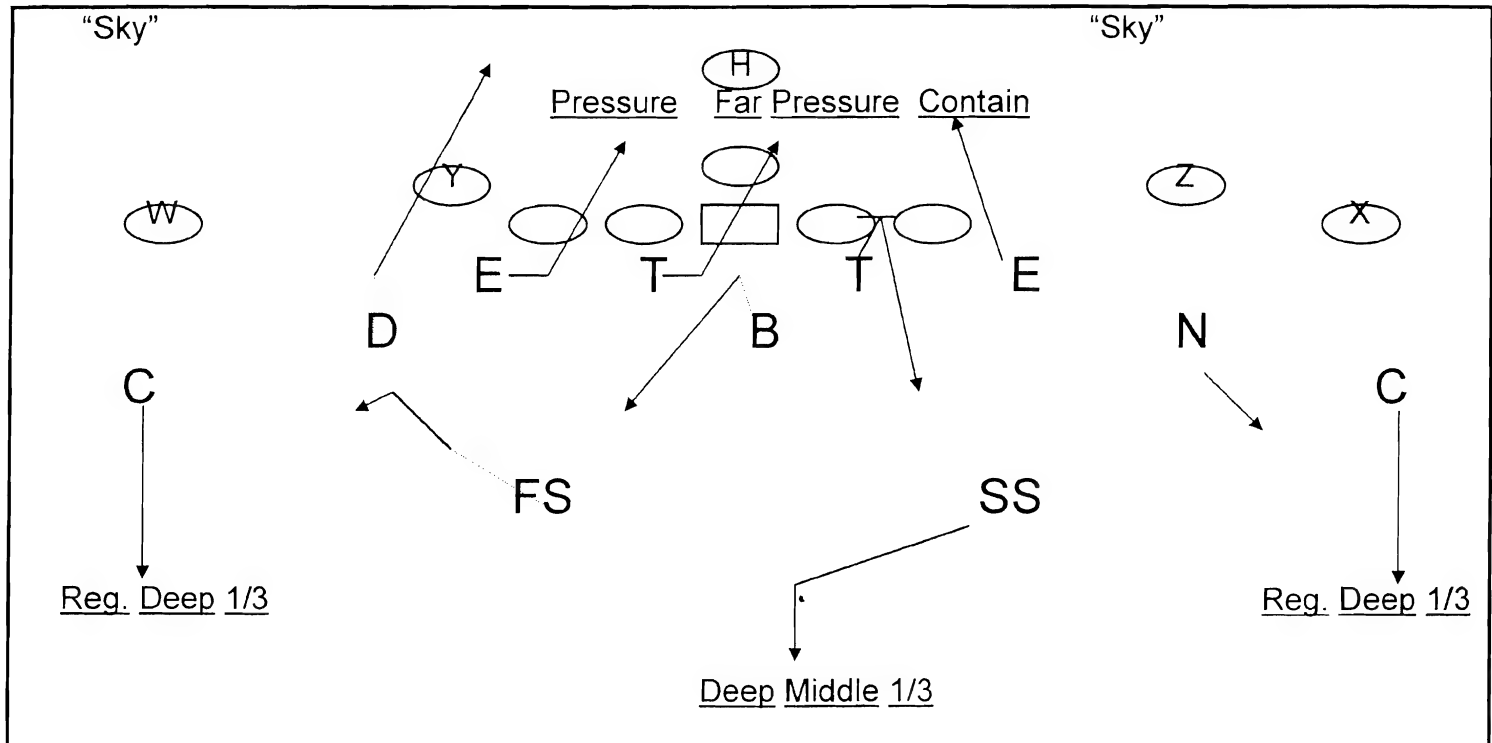 “Sky” “Sky”
H
Pressure Far Pressure Contain
Y Z
W X
E T T E
D B N
C C
FS SS
Reg. Deep 1/3 Reg. Deep 1/3
Deep Middle 1/3